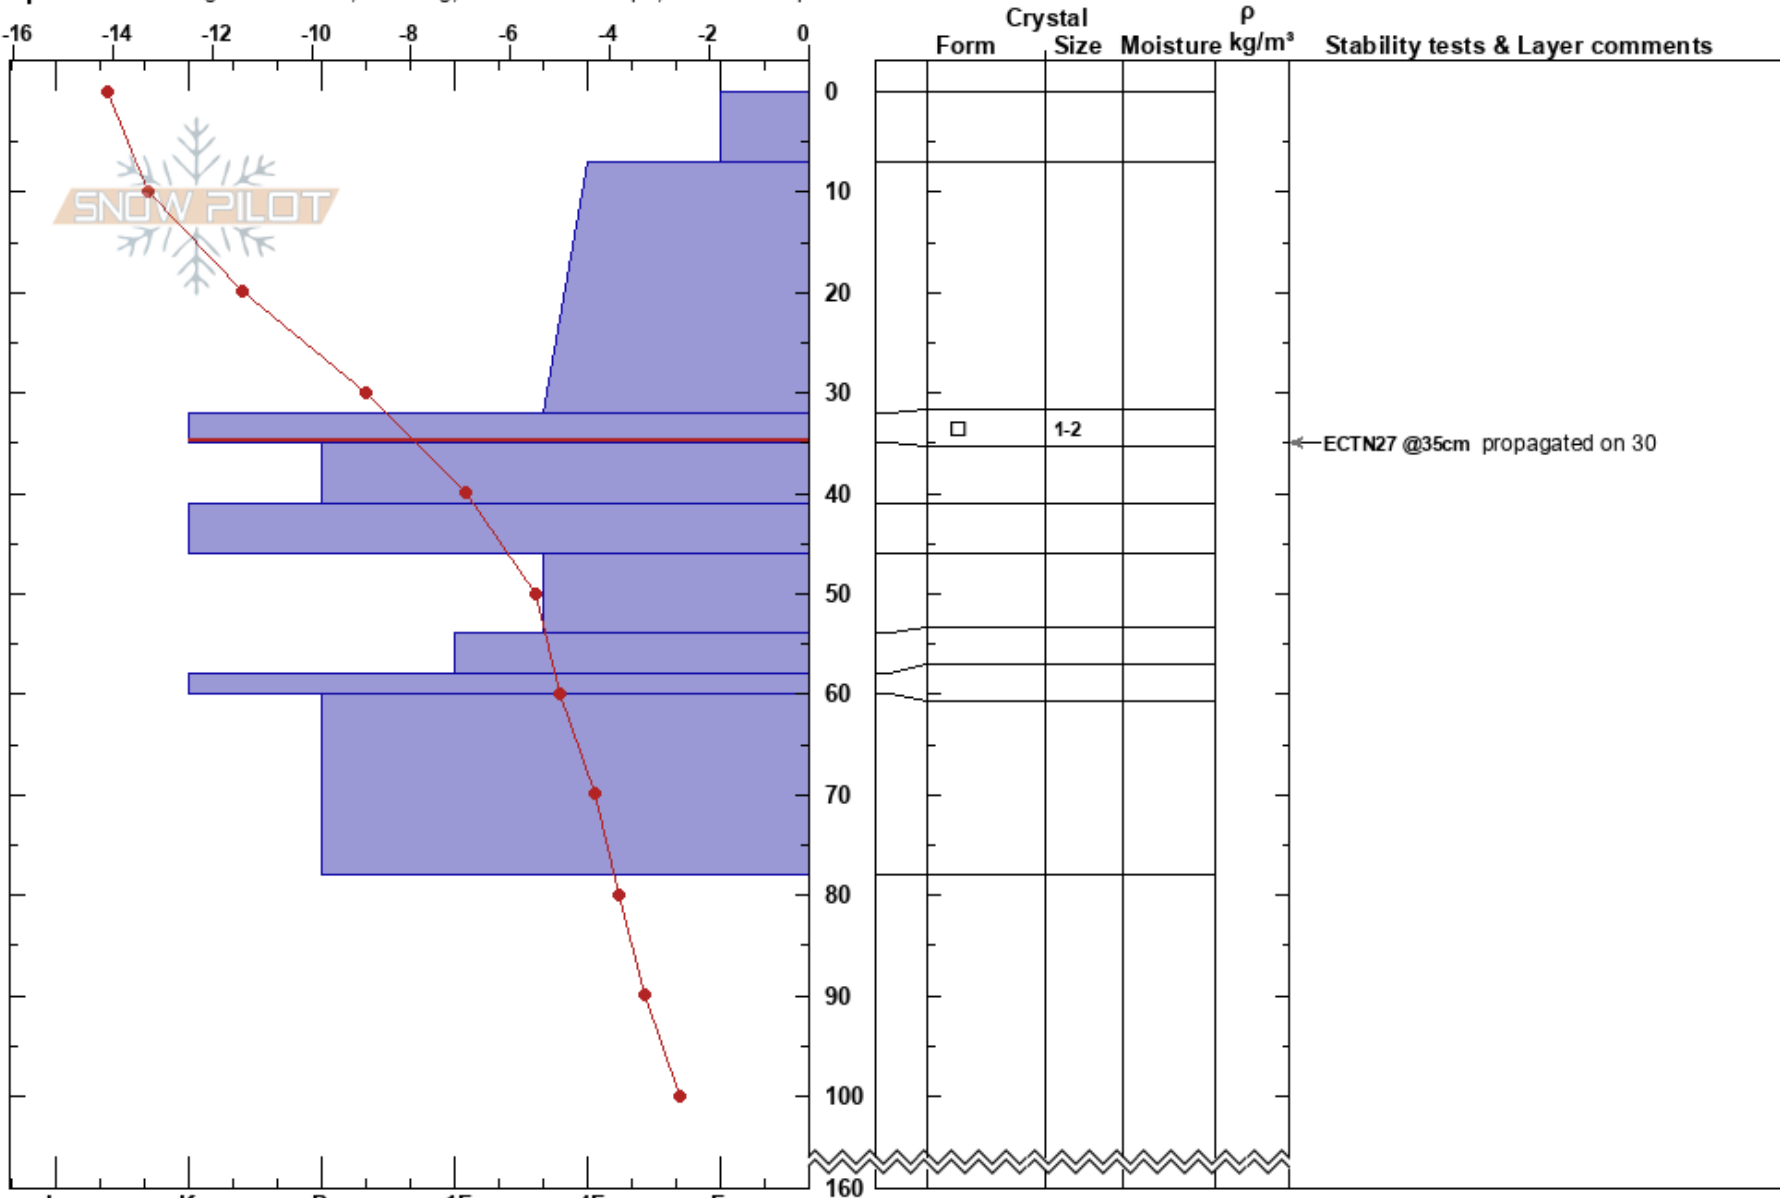 Crystal ρ
-16 -14 -12 -10 -8 -6 -4 -2 0
Form Size Moisture kg/m³ Stability tests & Layer comments
0
SNOW PILOT
10
20
30
1-2
ECTN27 @35cm propagated on 30
40
50
60
70
80
90
100
160